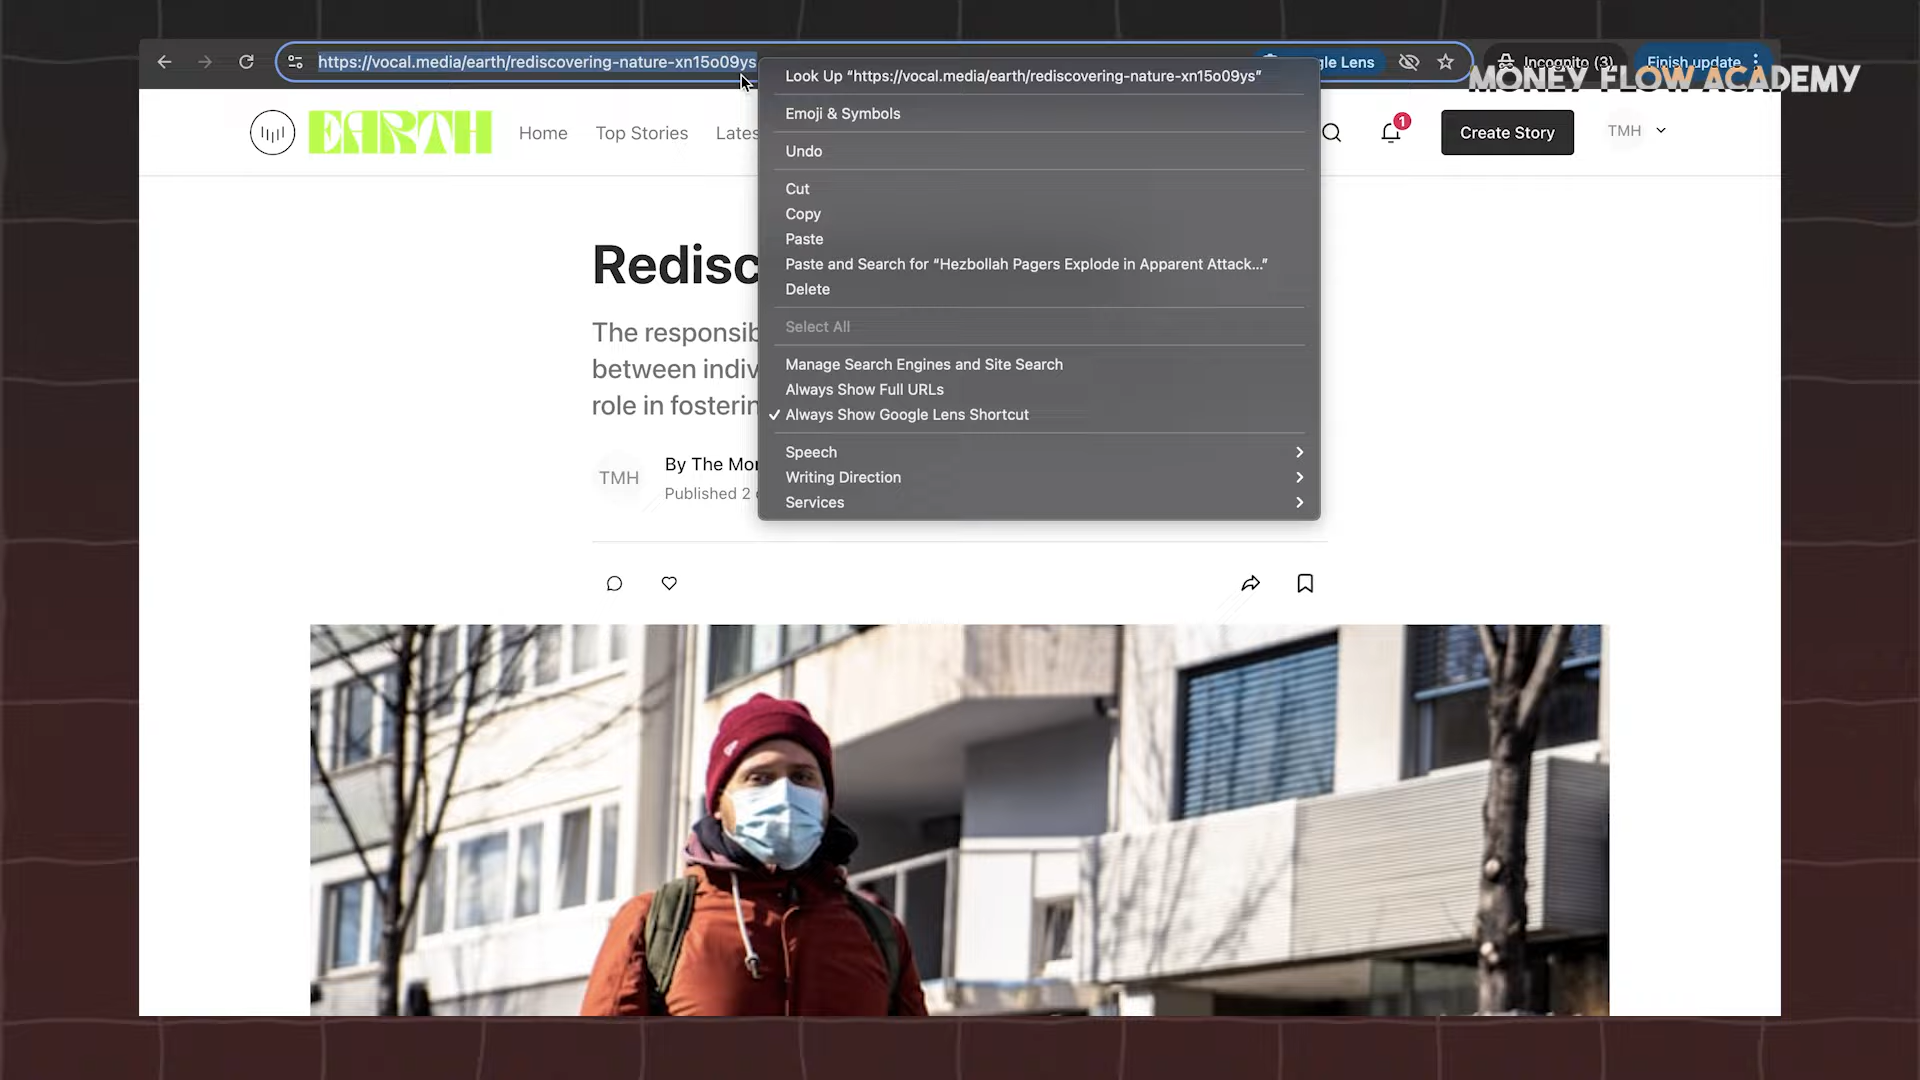 https://vocal.media/earth/rediscovering-nature-xn15o09ys
gle Lens
Incognito (3)
Finish update
MONEY FLOW ACADEMY
Look Up “https://vocal.media/earth/rediscovering-nature-xn15o09ys”
Emoji & Symbols
Undo
Cut
Copy
Paste
Paste and Search for “Hezbollah Pagers Explode in Apparent Attack...”
Delete
Select All
Manage Search Engines and Site Search
Always Show Full URLs
Always Show Google Lens Shortcut
Speech
Writing Direction
Services
EARTH
Home
Top Stories
Lates
1
Create Story
TMH
Redisc
The responsib
between indiv
role in fosterin
TMH
By The Mo
Published 2